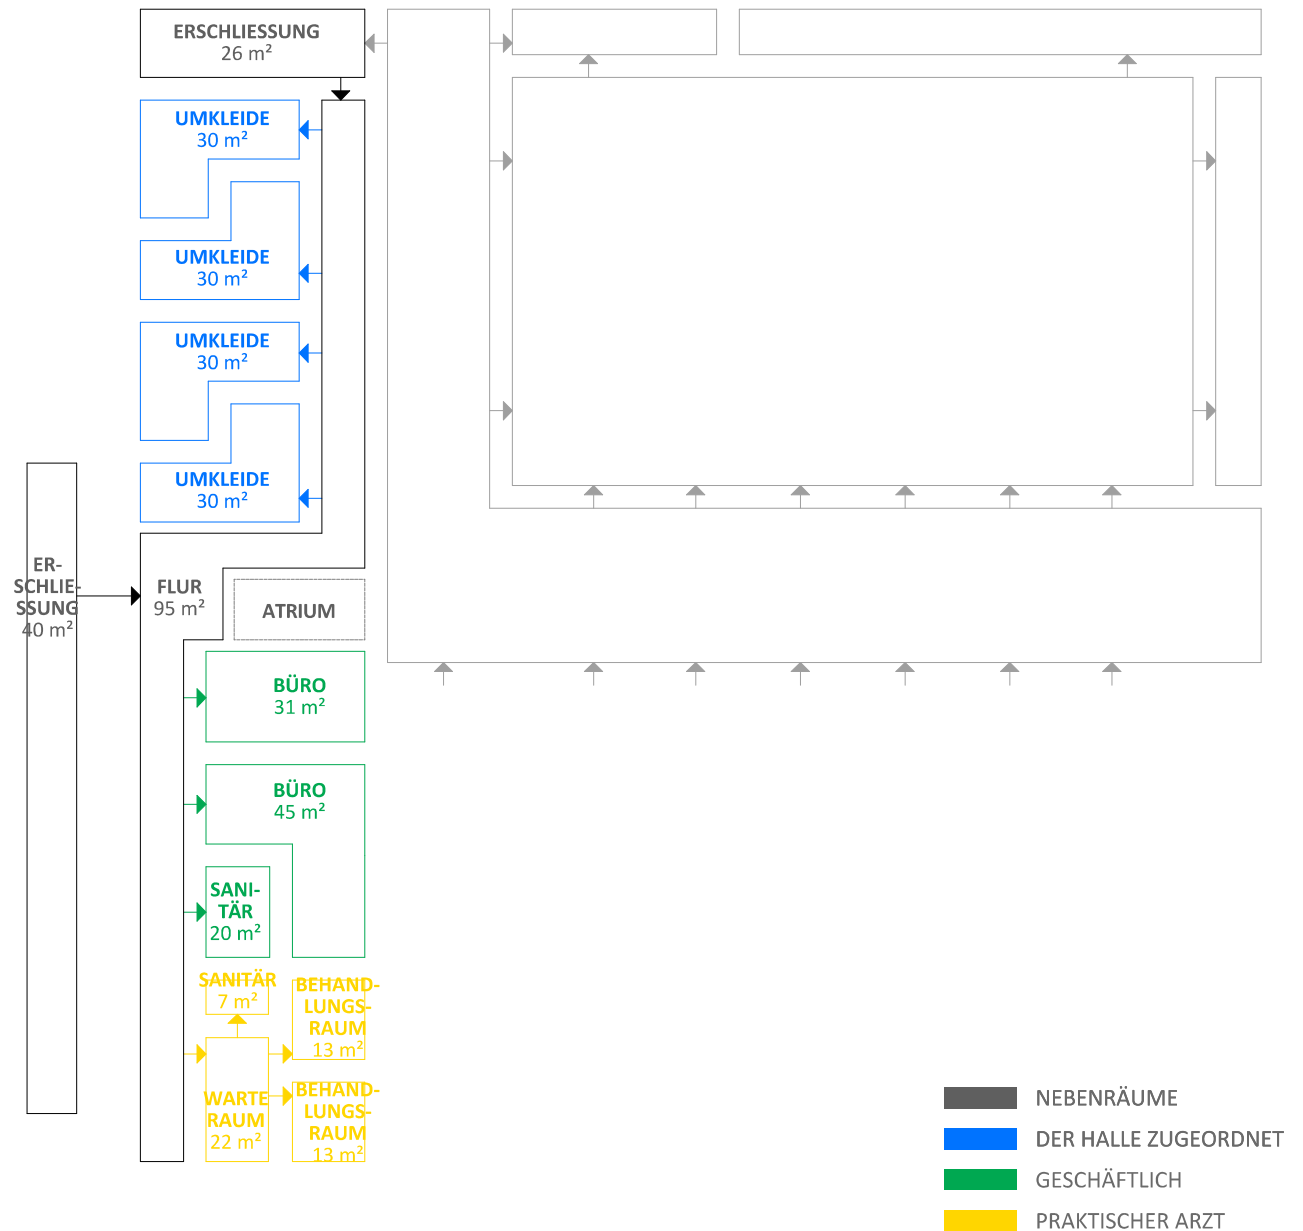 ERSCHLIESSUNG
26 m²
UMKLEIDE
30 m²
UMKLEIDE
30 m²
UMKLEIDE
30 m²
UMKLEIDE
30 m²
ER-
SCHLIE-
SSUNG
40 m²
FLUR
95 m²
ATRIUM
BÜRO
31 m²
BÜRO
45 m²
SANI-
TÄR
20 m²
SANITÄR
7 m²
BEHAND-
LUNGS-
RAUM
13 m²
WARTE
RAUM
22 m²
BEHAND-
LUNGS-
RAUM
13 m²
NEBENRÄUME
DER HALLE ZUGEORDNET
GESCHÄFTLICH
PRAKTISCHER ARZT